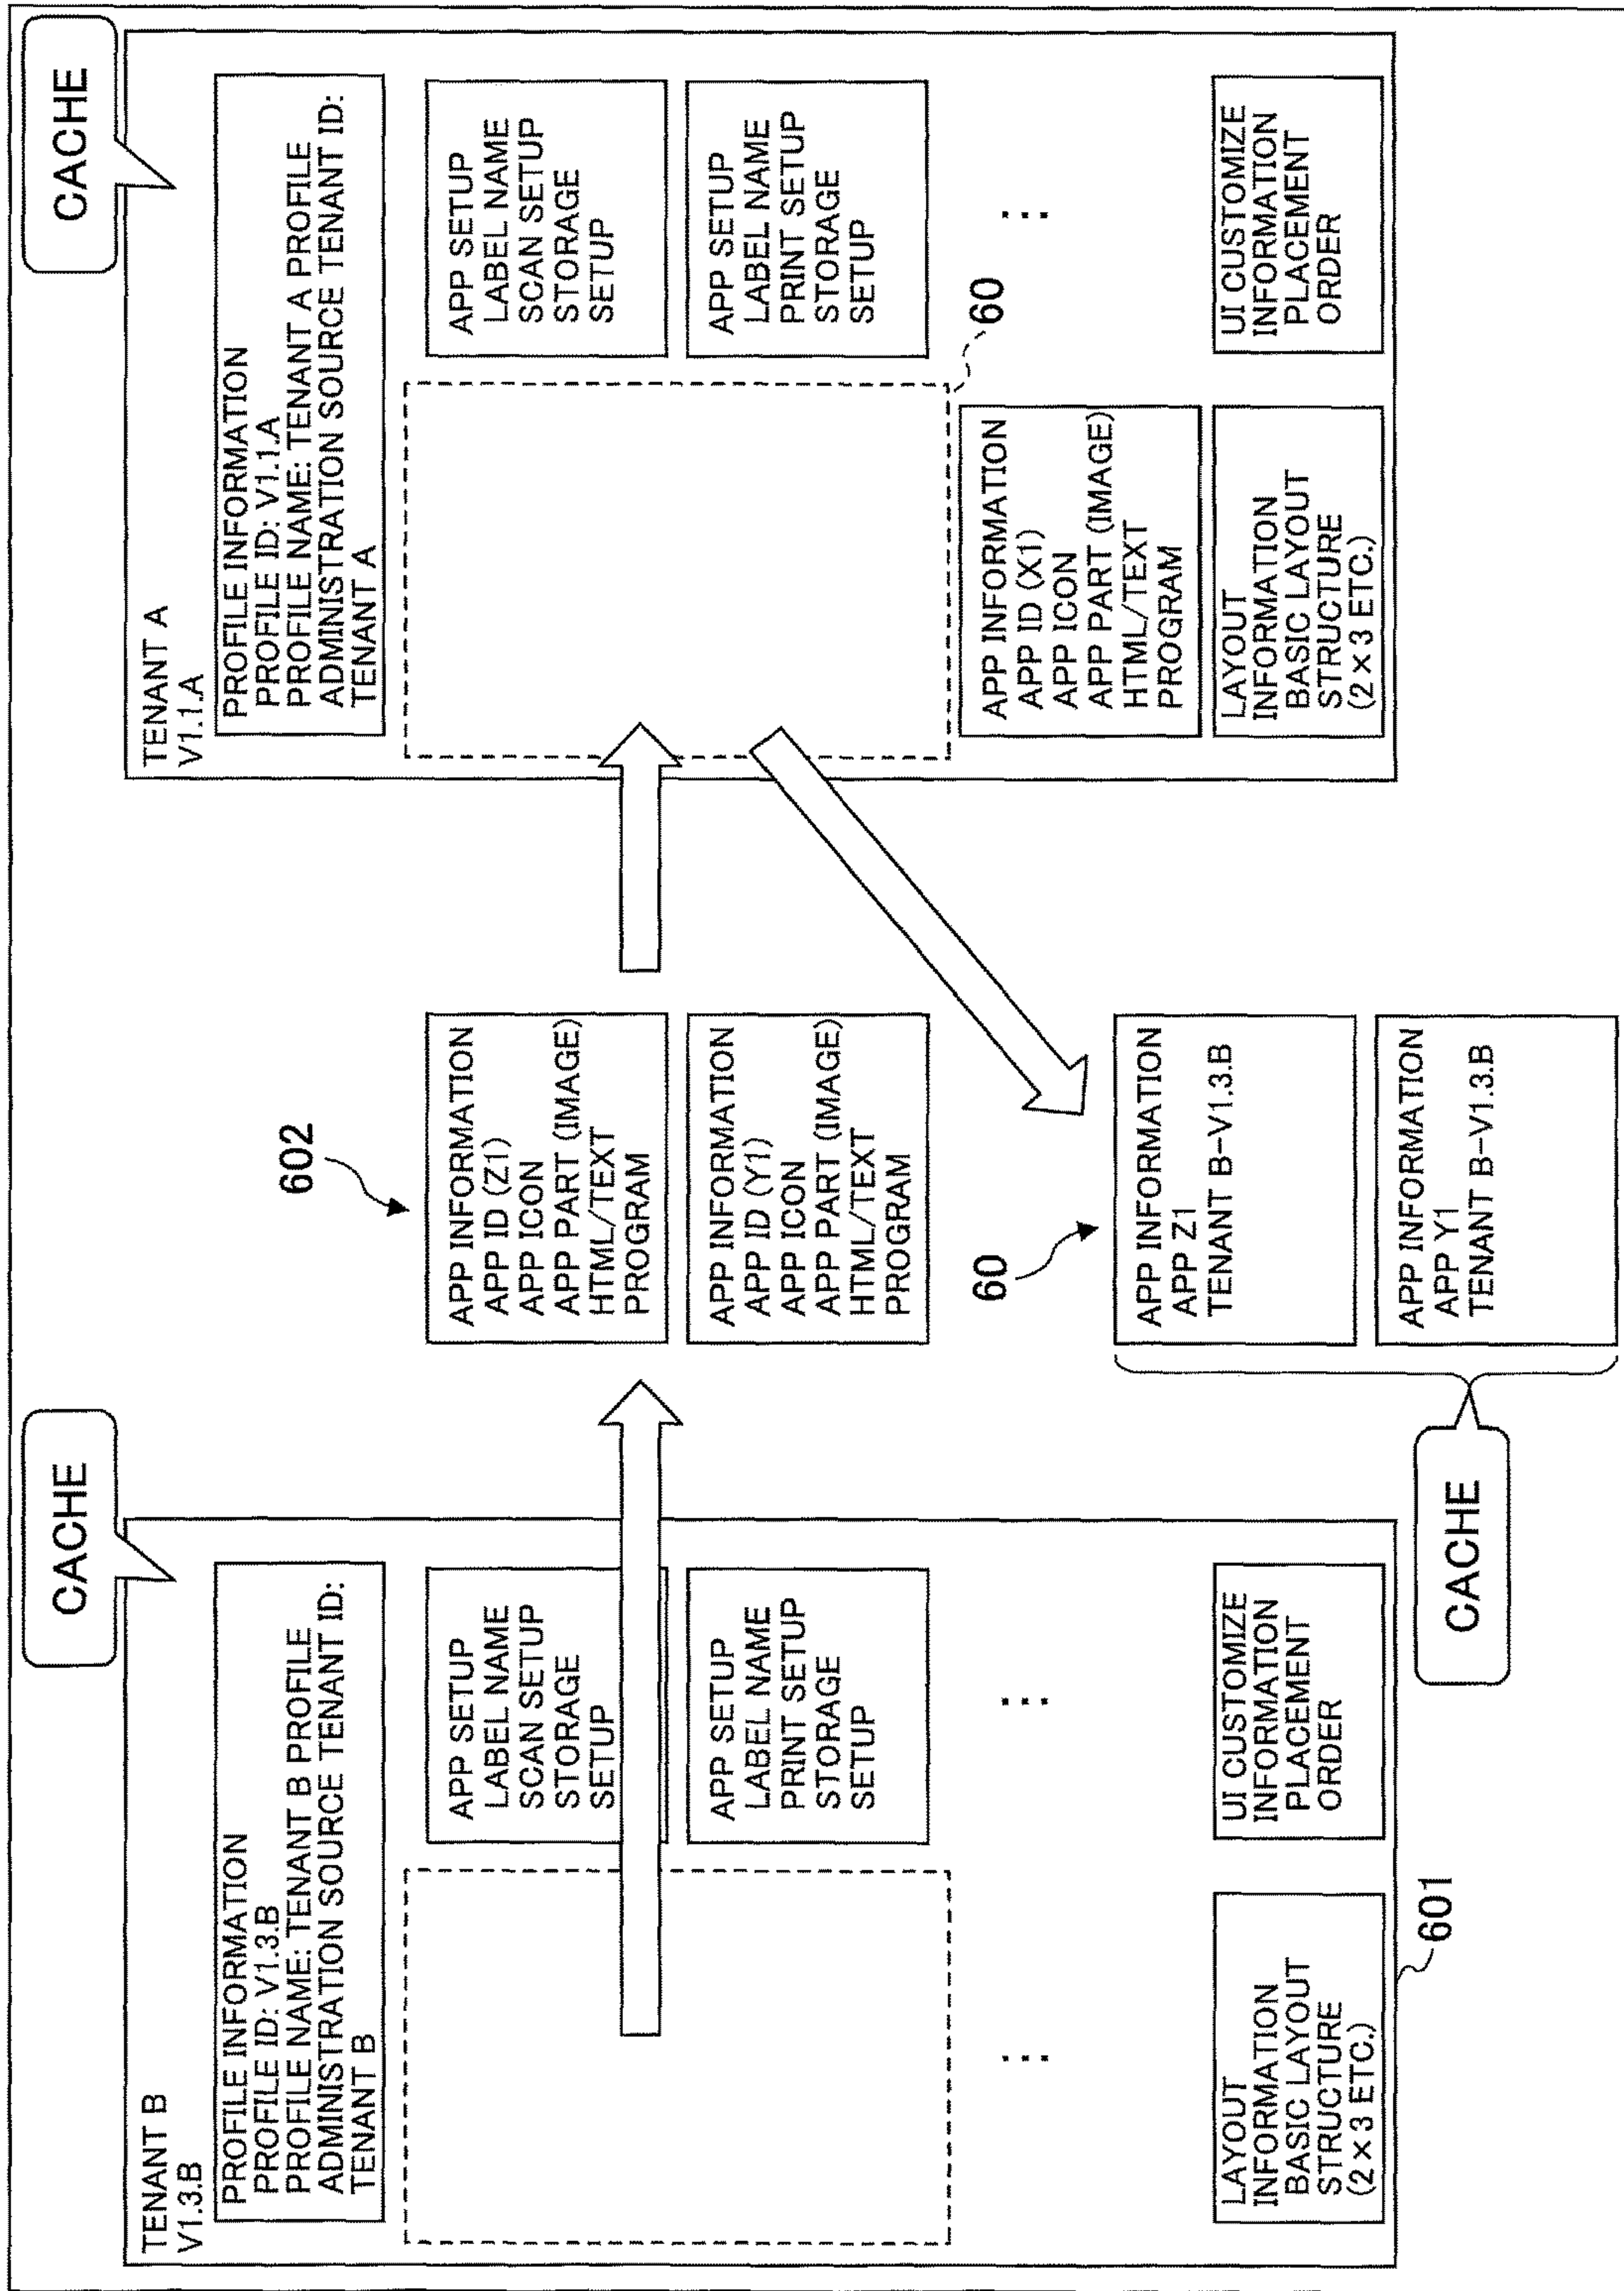 TENANT B
V1.3.B
CACHE
PROFILE INFORMATION
PROFILE ID: V1.3.B
PROFILE NAME: TENANT B PROFILE
ADMINISTRATION SOURCE TENANT ID:
TENANT B
APP SETUP
LABEL NAME
SCAN SETUP
STORAGE
SETUP
APP SETUP
LABEL NAME
PRINT SETUP
STORAGE
SETUP
...
...
LAYOUT
INFORMATION
BASIC LAYOUT
STRUCTURE
(2×3 ETC.)
UI CUSTOMIZE
INFORMATION
PLACEMENT
ORDER
601
602
APP INFORMATION
APP ID (Z1)
APP ICON
APP PART (IMAGE)
HTML/TEXT
PROGRAM
APP INFORMATION
APP ID (Y1)
APP ICON
APP PART (IMAGE)
HTML/TEXT
PROGRAM
60
APP INFORMATION
APP Z1
TENANT B-V1.3.B
APP INFORMATION
APP Y1
TENANT B-V1.3.B
CACHE
TENANT A
V1.1.A
CACHE
PROFILE INFORMATION
PROFILE ID: V1.1.A
PROFILE NAME: TENANT A PROFILE
ADMINISTRATION SOURCE TENANT ID:
TENANT A
APP SETUP
LABEL NAME
SCAN SETUP
STORAGE
SETUP
APP SETUP
LABEL NAME
PRINT SETUP
STORAGE
SETUP
60
APP INFORMATION
APP ID (X1)
APP ICON
APP PART (IMAGE)
HTML/TEXT
PROGRAM
...
LAYOUT
INFORMATION
BASIC LAYOUT
STRUCTURE
(2×3 ETC.)
UI CUSTOMIZE
INFORMATION
PLACEMENT
ORDER